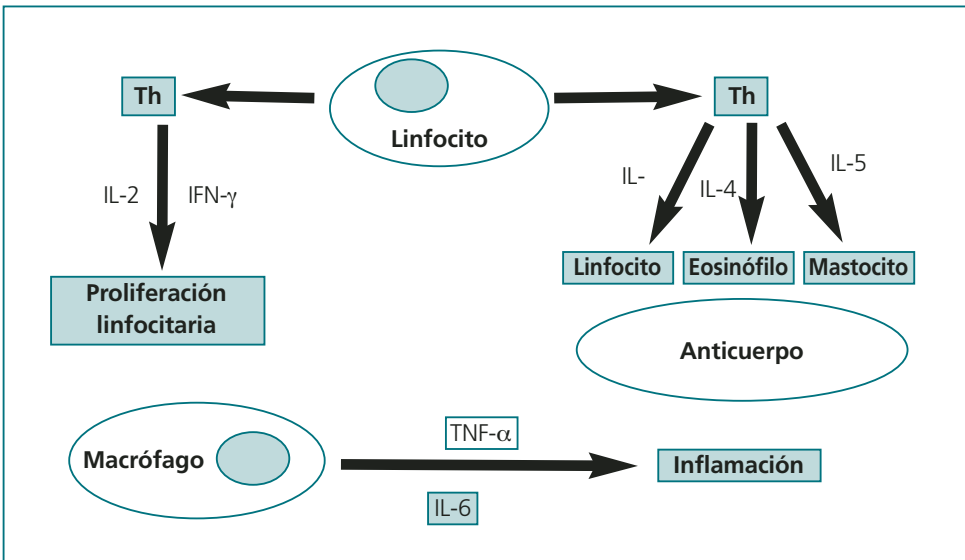 Th
Linfocito
Th
IL-2
IFN-γ
IL-
IL-4
IL-5
Linfocito
Eosinófilo
Mastocito
Proliferación
linfocitaria
Anticuerpo
Macrófago
TNF-α
IL-6
Inflamación